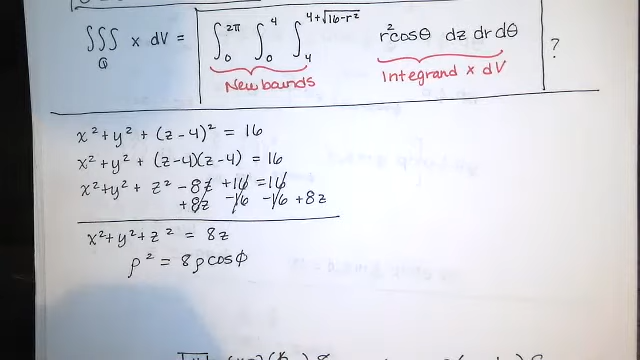 ∭_Q x dV = ∫_0^{2π} ∫_0^4 ∫_4^{4+√(16-r²)} r²cosθ dz dr dθ ?
New bounds Integrand x dV
x² + y² + (z-4)² = 16
x² + y² + (z-4)(z-4) = 16
x² + y² + z² - 8z + 16 = 16
+8z -16 -16 +8z
x² + y² + z² = 8z
ρ² = 8ρcosϕ